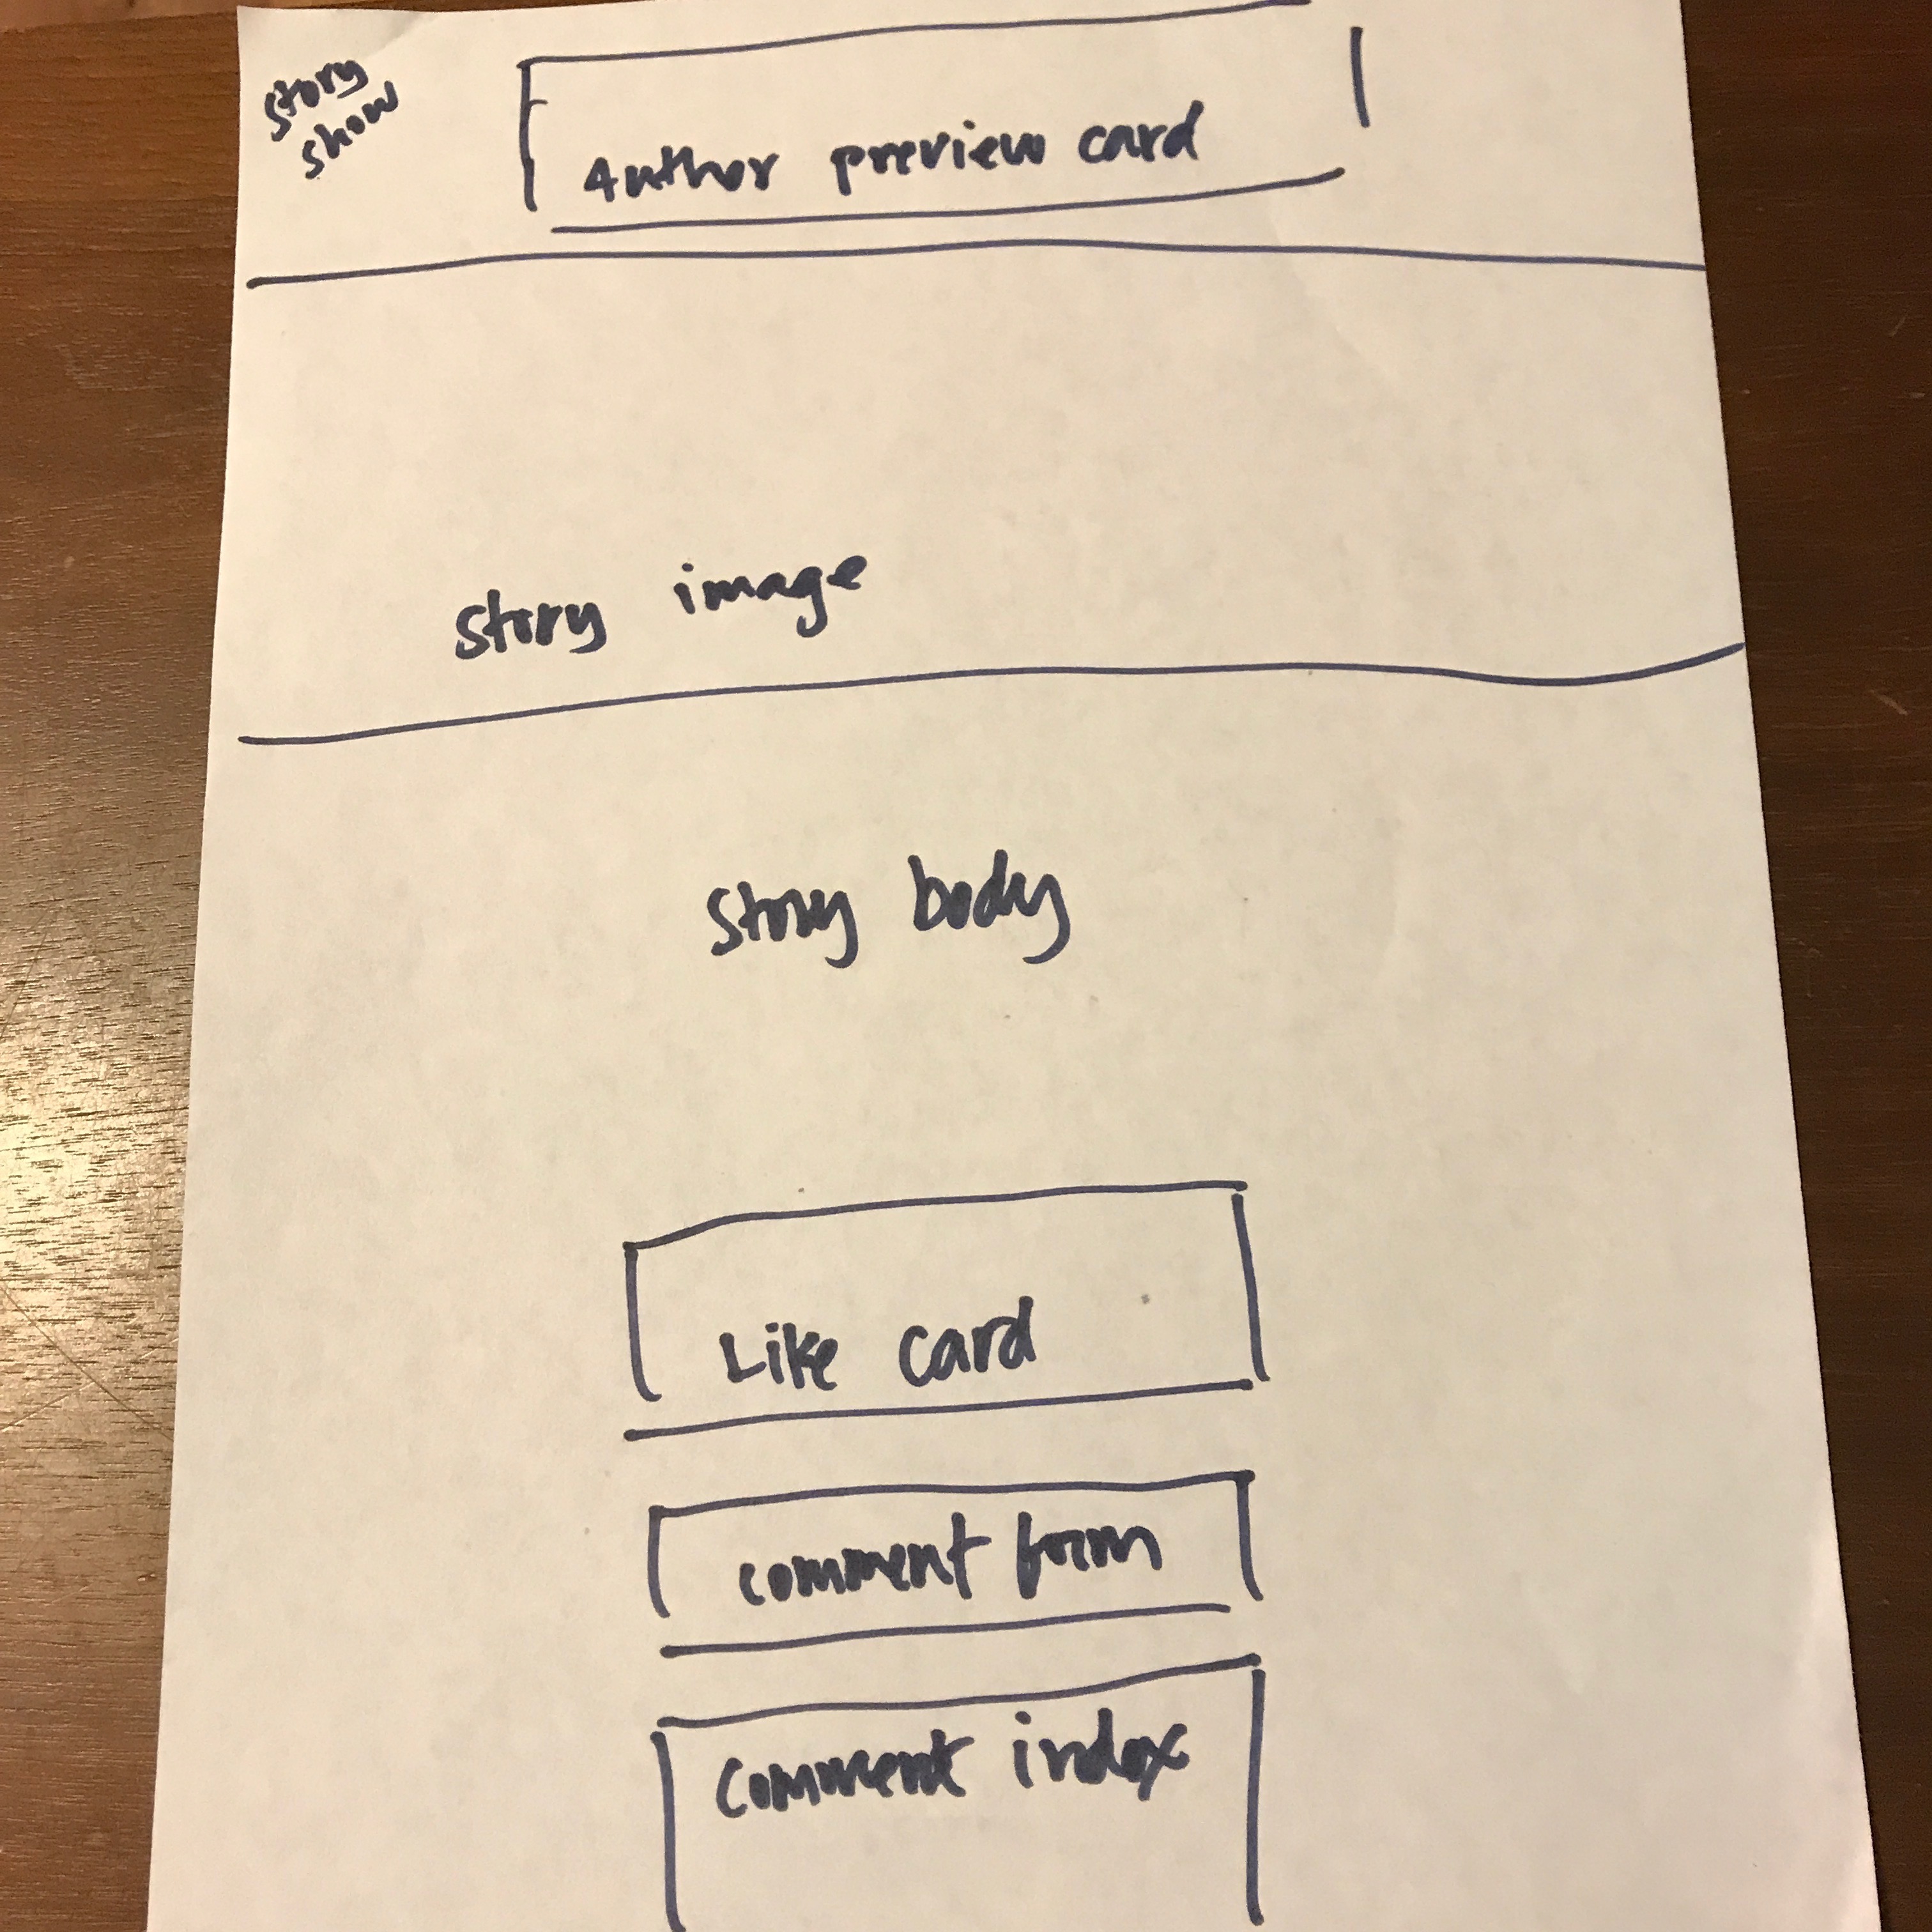 story
show
Author preview card
story image
story body
Like card
comment form
comment index